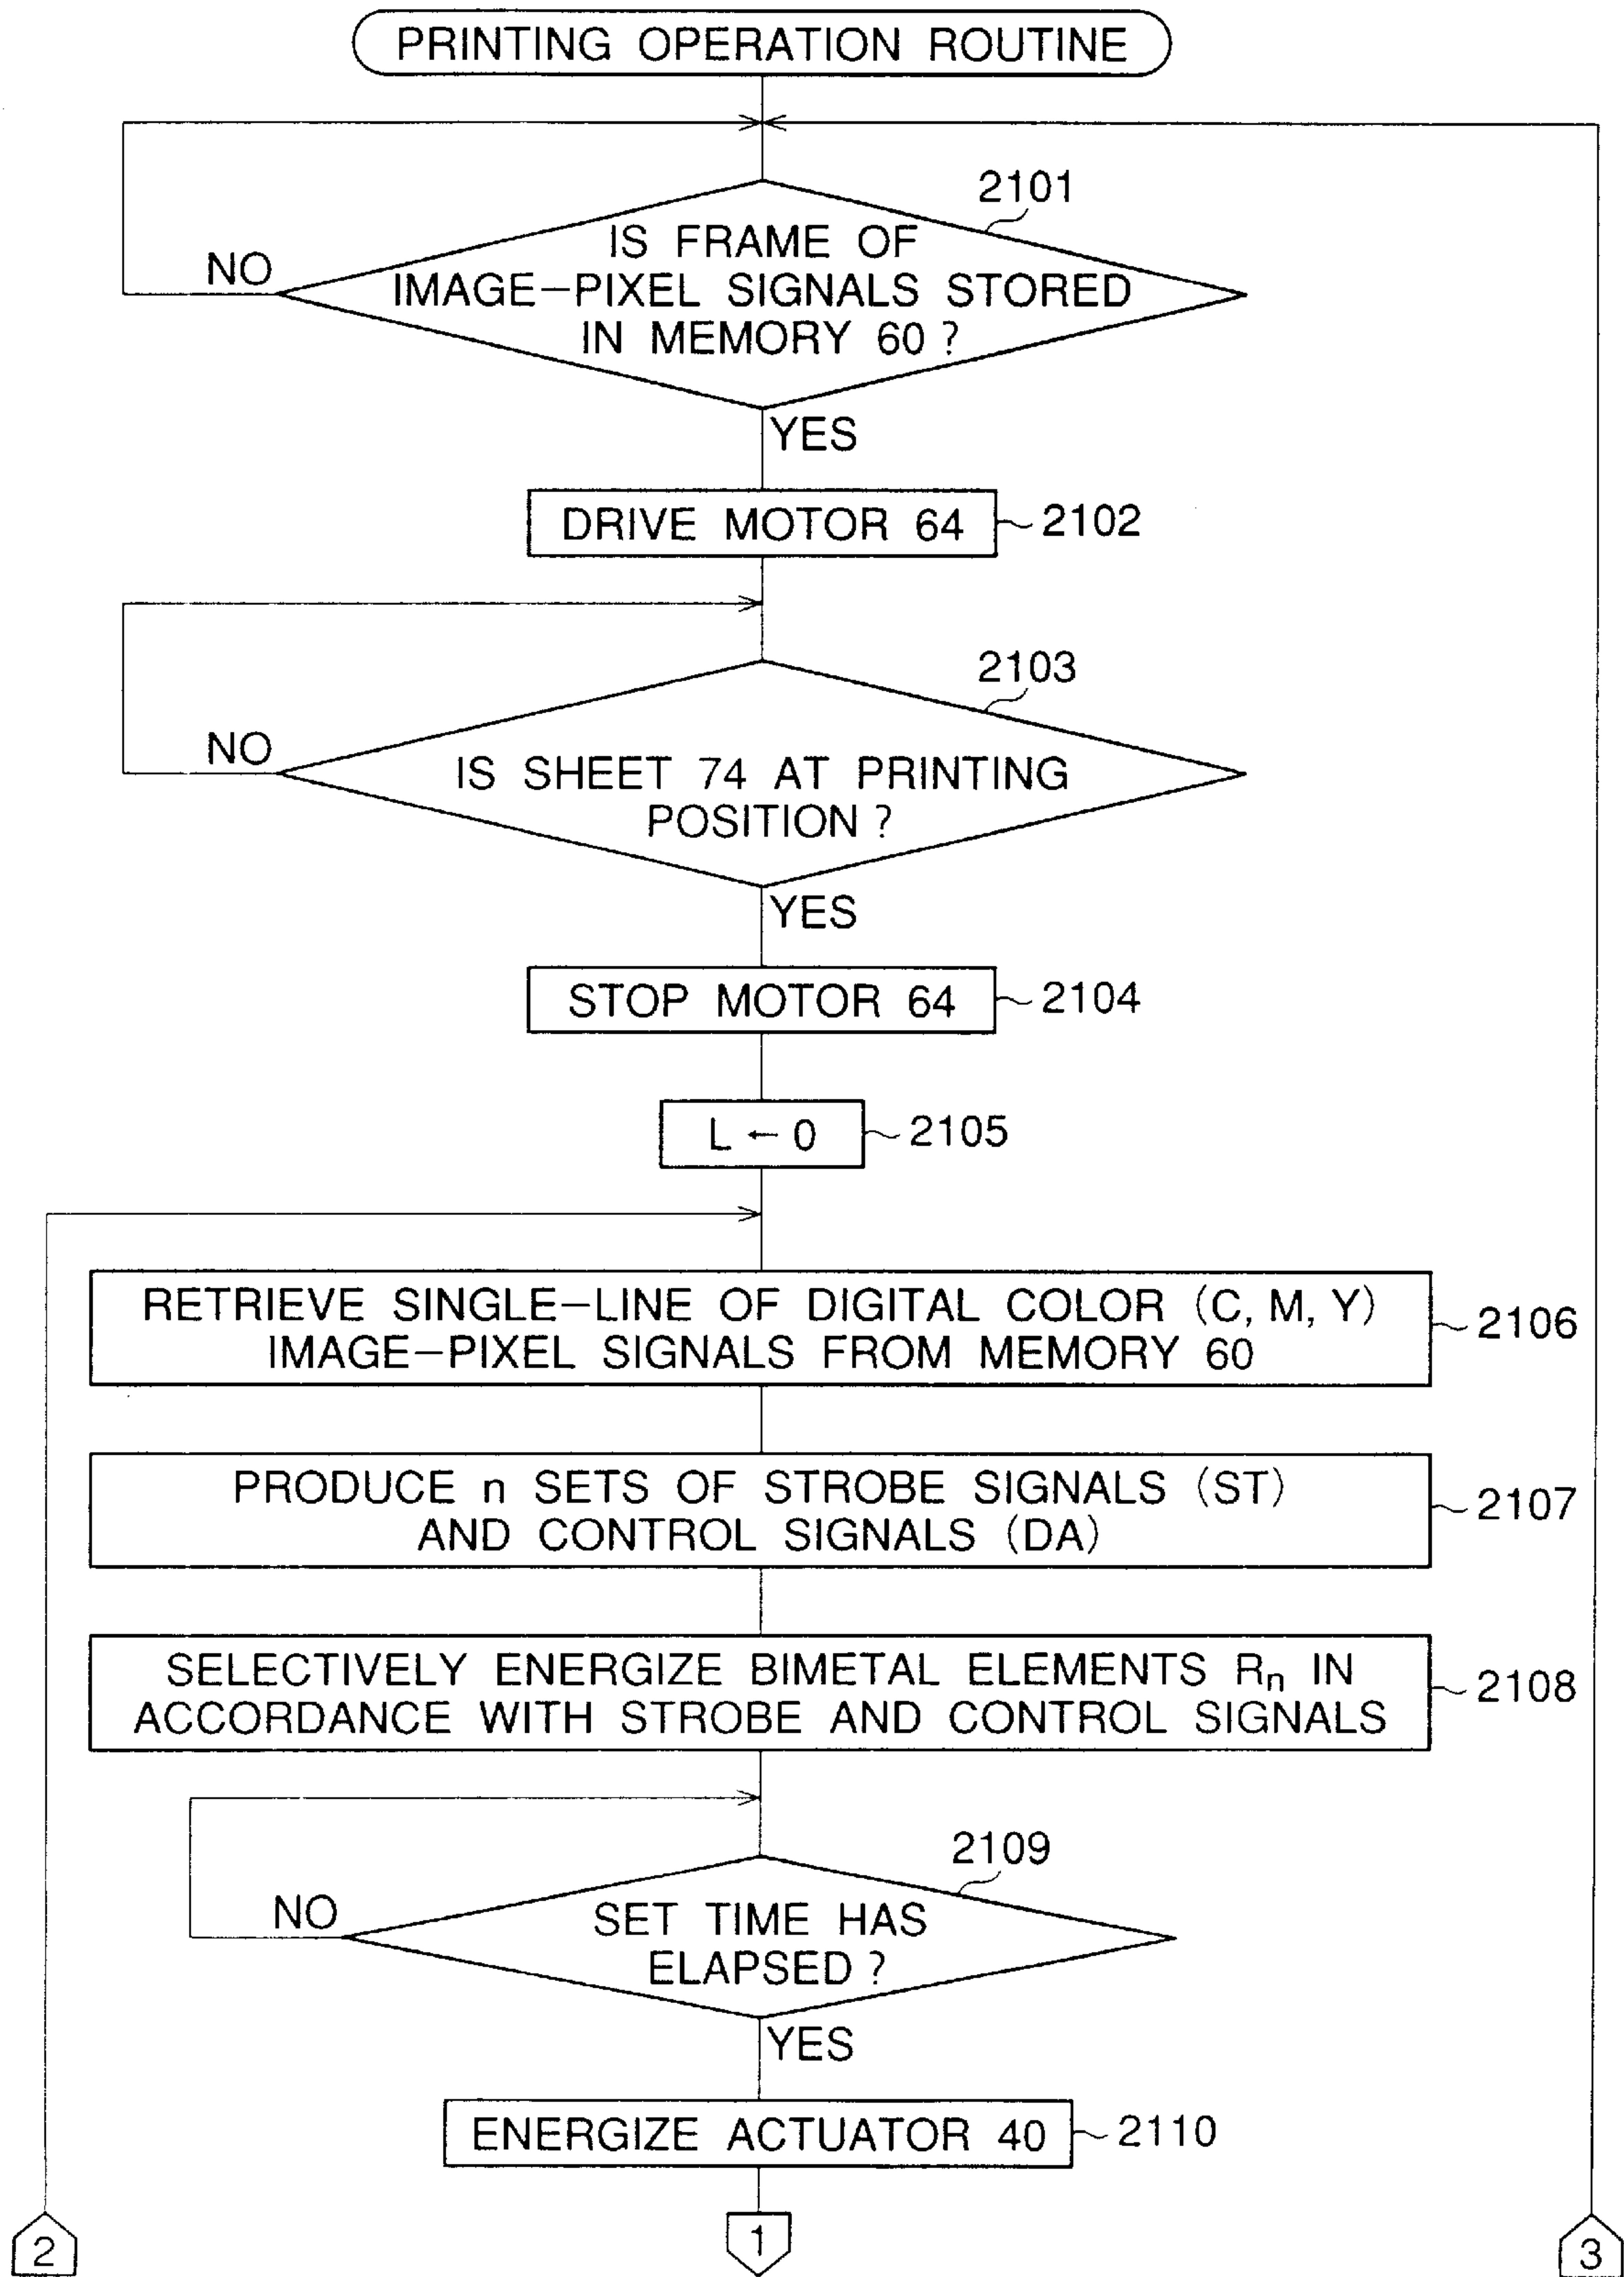 PRINTING OPERATION ROUTINE
2101
IS FRAME OF
NO
IMAGE-PIXEL SIGNALS STORED
IN MEMORY 60 ?
YES
DRIVE MOTOR 64
2102
2103
NO
IS SHEET 74 AT PRINTING
POSITION ?
YES
STOP MOTOR 64
2104
L ← 0
2105
RETRIEVE SINGLE-LINE OF DIGITAL COLOR (C, M, Y)
IMAGE-PIXEL SIGNALS FROM MEMORY 60
2106
PRODUCE n SETS OF STROBE SIGNALS (ST)
AND CONTROL SIGNALS (DA)
2107
SELECTIVELY ENERGIZE BIMETAL ELEMENTS Rn IN
ACCORDANCE WITH STROBE AND CONTROL SIGNALS
2108
2109
NO
SET TIME HAS
ELAPSED ?
YES
ENERGIZE ACTUATOR 40
2110
2
1
3